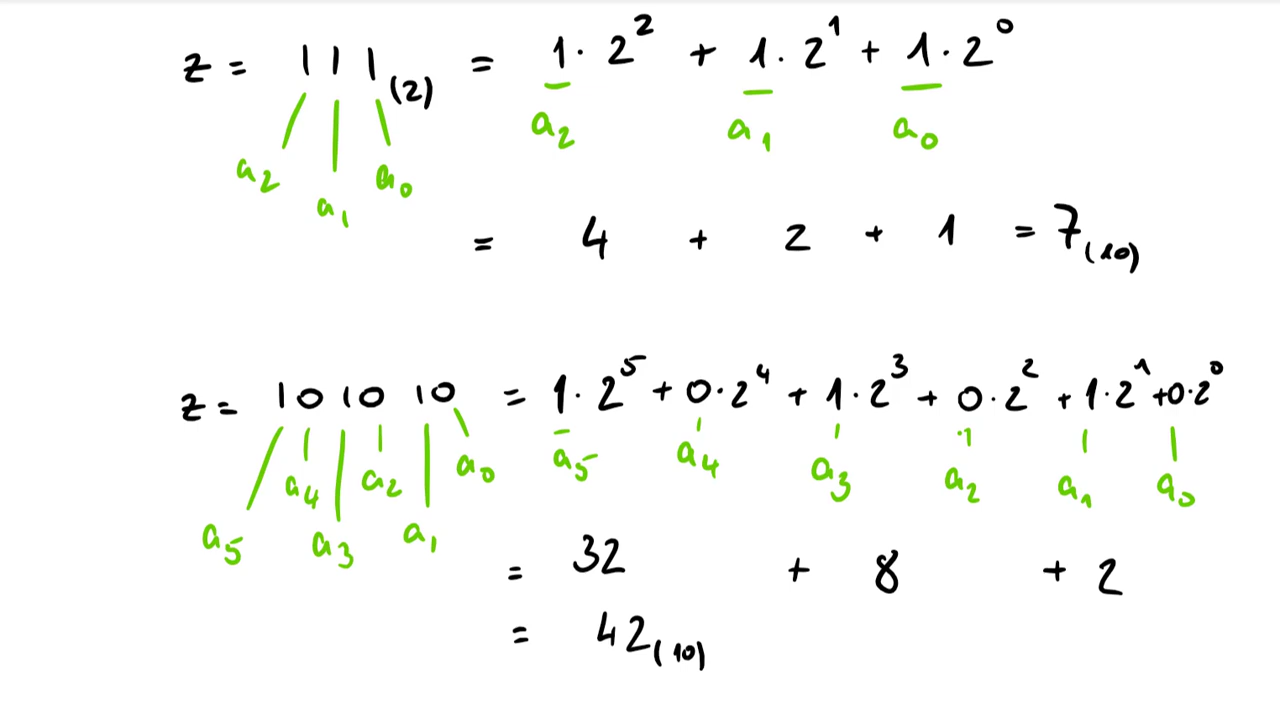 z = 111(2) = 1·2² + 1·2¹ + 1·2⁰
a₂ a₁ a₀
a₂ a₁ a₀
= 4 + 2 + 1 = 7(10)
z = 101010 = 1·2⁵ + 0·2⁴ + 1·2³ + 0·2² + 1·2¹ + 0·2⁰
a₅ a₄ a₃ a₂ a₁ a₀
a₅ a₄ a₃ a₂ a₁ a₀
= 32 + 8 + 2
= 42(10)